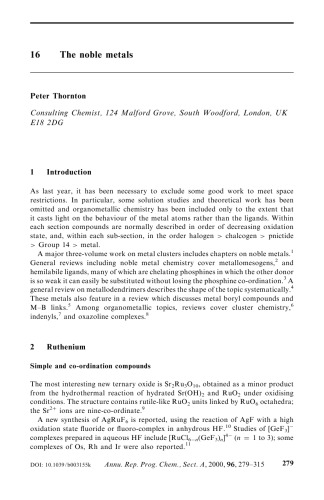 16 The noble metals
Peter Thornton
Consulting Chemist, 124 Malford Grove, South Woodford, London, UK
E18 2DG
1 Introduction
As last year, it has been necessary to exclude some good work to meet space
restrictions. In particular, some solution studies and theoretical work has been
omitted and organometallic chemistry has been included only to the extent that
it casts light on the behaviour of the metal atoms rather than the ligands. Within
each section compounds are normally described in order of decreasing oxidation
state, and, within each sub-section, in the order halogen > chalcogen > pnictide
> Group 14 > metal.
A major three-volume work on metal clusters includes chapters on noble metals.¹
General reviews including noble metal chemistry cover metallomesogens,² and
hemilabile ligands, many of which are chelating phosphines in which the other donor
is so weak it can easily be substituted without losing the phosphine co-ordination.³ A
general review on metallodendrimers describes the shape of the topic systematically.⁴
These metals also feature in a review which discusses metal boryl compounds and
M–B links.⁵ Among organometallic topics, reviews cover cluster chemistry,⁶
indenyls,⁷ and oxazoline complexes.⁸
2 Ruthenium
Simple and co-ordination compounds
The most interesting new ternary oxide is Sr₂Ru₃O₁₀, obtained as a minor product
from the hydrothermal reaction of hydrated Sr(OH)₂ and RuO₂ under oxidising
conditions. The structure contains rutile-like RuO₂ units linked by RuO₆ octahedra;
the Sr²⁺ ions are nine-co-ordinate.⁹
A new synthesis of AgRuF₆ is reported, using the reaction of AgF with a high
oxidation state fluoride or fluoro-complex in anhydrous HF.¹⁰ Studies of [GeF₃]⁻
complexes prepared in aqueous HF include [RuCl₆₋ₙ(GeF₃)ₙ]⁴⁻ (n = 1 to 3); some
complexes of Os, Rh and Ir were also reported.¹¹
DOI: 10.1039/b003155k Annu. Rep. Prog. Chem., Sect. A, 2000, 96, 279–315 279